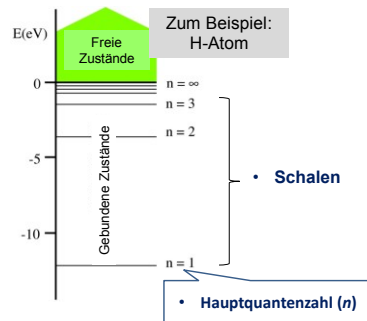 E(eV)
Freie
Zustände
Zum Beispiel:
H-Atom
0
-5
-10
Gebundene Zustände
n = ∞
n = 3
n = 2
n = 1
• Schalen
• Hauptquantenzahl (n)